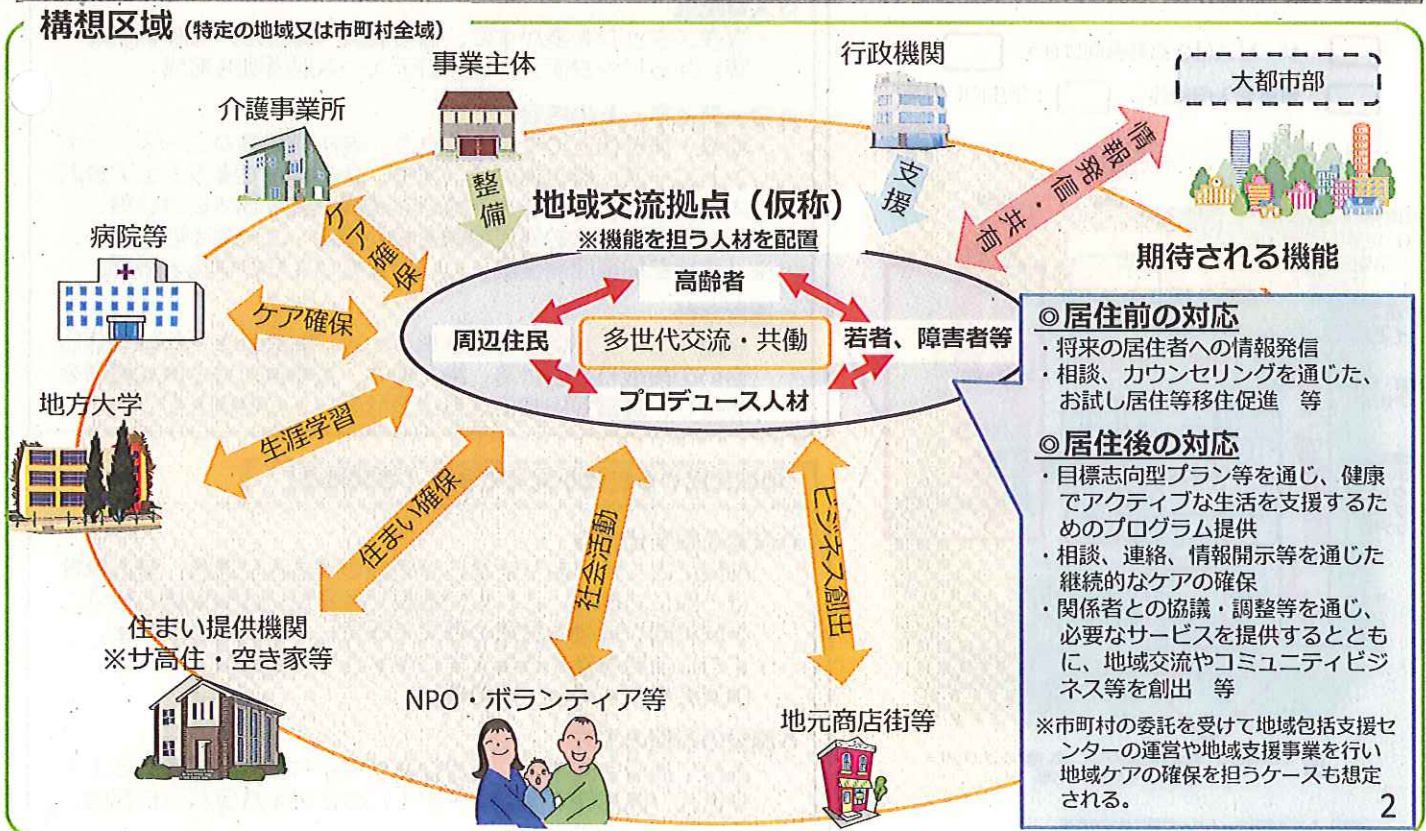 構想区域 (特定の地域又は市町村全域)
事業主体
行政機関
大都市部
介護事業所
整備
支援
情報発信・共有
地域交流拠点（仮称）
※機能を担う人材を配置
ケア確保
病院等
期待される機能
高齢者
ケア確保
周辺住民
多世代交流・共働
若者、障害者等
プロデュース人材
◎居住前の対応
・将来の居住者への情報発信
・相談、カウンセリングを通じた、
お試し居住等移住促進　等
◎居住後の対応
・目標志向型プラン等を通じ、健康
でアクティブな生活を支援するた
めのプログラム提供
・相談、連絡、情報開示等を通じた
継続的なケアの確保
・関係者との協議・調整等を通じ、
必要なサービスを提供するととも
に、地域交流やコミュニティビジ
ネス等を創出　等
※市町村の委託を受けて地域包括支援セ
ンターの運営や地域支援事業を行い
地域ケアの確保を担うケースも想定
される。
地方大学
生涯学習
住まい確保
社会活動
ビジネス創出
住まい提供機関
※サ高住・空き家等
NPO・ボランティア等
地元商店街等
2